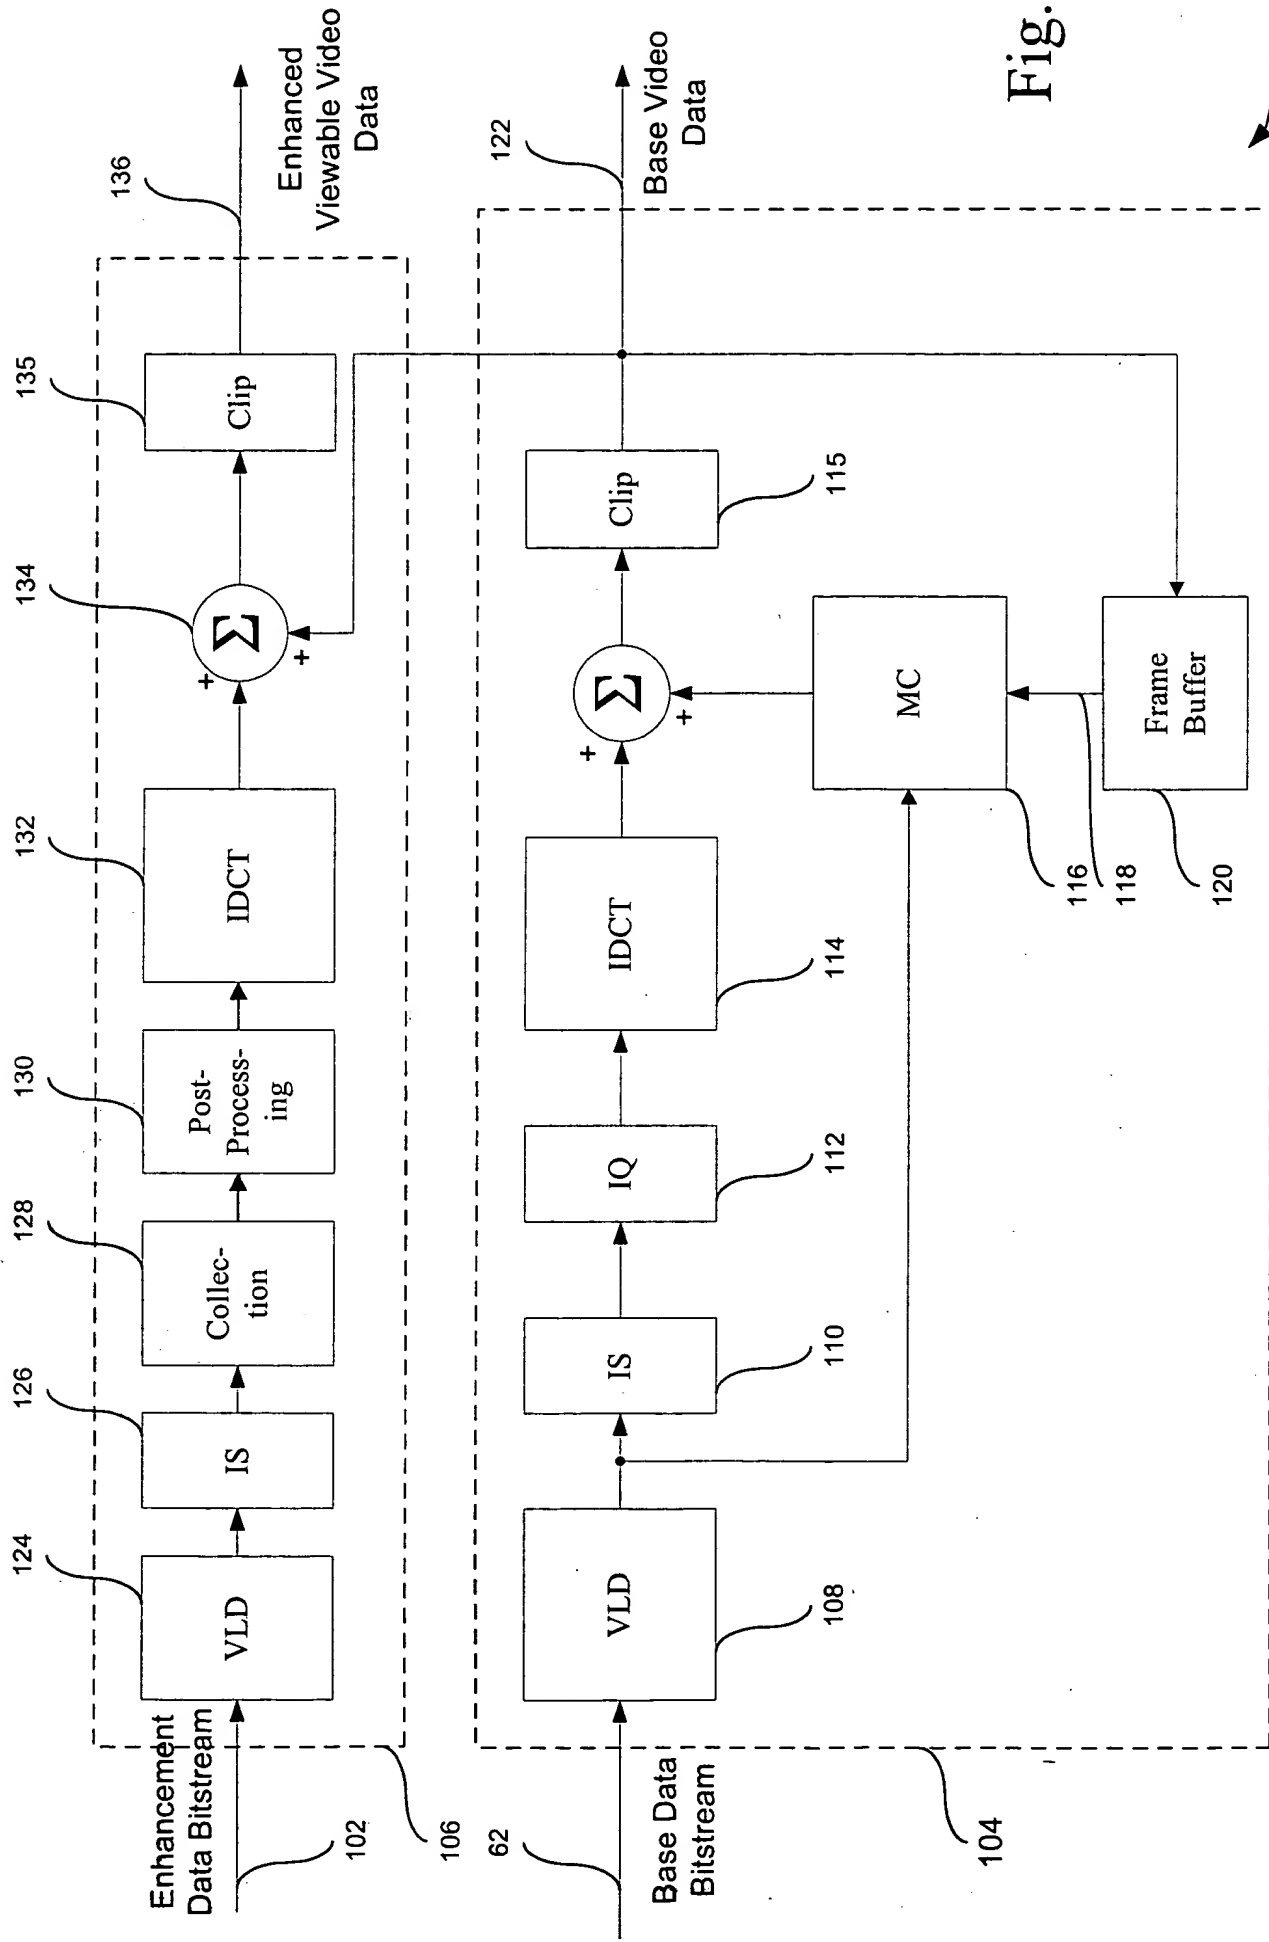 Enhancement
Data Bitstream
102
106
VLD
124
IS
126
Collec-
tion
128
Post-
Process-
ing
130
IDCT
132
+
+
Σ
134
Clip
135
136
Enhanced
Viewable Video
Data
62
Base Data
Bitstream
104
VLD
108
IS
110
IQ
112
IDCT
114
+
+
Σ
Clip
115
122
Base Video
Data
MC
116
118
Frame
Buffer
120
Fig.